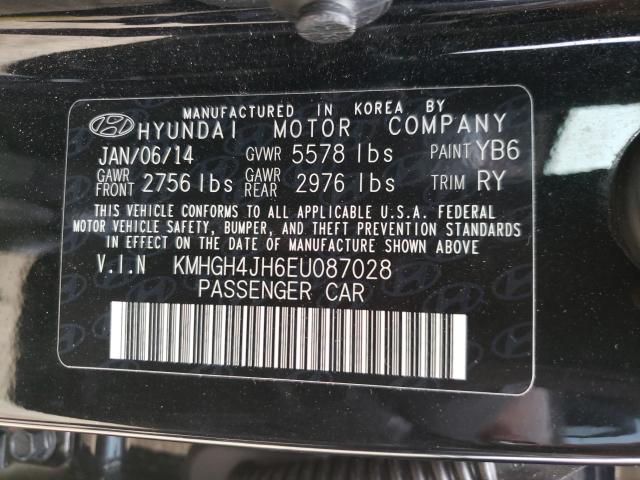 MANUFACTURED IN KOREA BY
HYUNDAI MOTOR COMPANY
JAN/06/14 GVWR 5578 lbs PAINT YB6
GAWR FRONT 2756 lbs GAWR REAR 2976 lbs TRIM RY
THIS VEHICLE CONFORMS TO ALL APPLICABLE U.S.A. FEDERAL
MOTOR VEHICLE SAFETY, BUMPER, AND THEFT PREVENTION STANDARDS
IN EFFECT ON THE DATE OF MANUFACTURE SHOWN ABOVE
V.I.N KMHGH4JH6EU087028
PASSENGER CAR